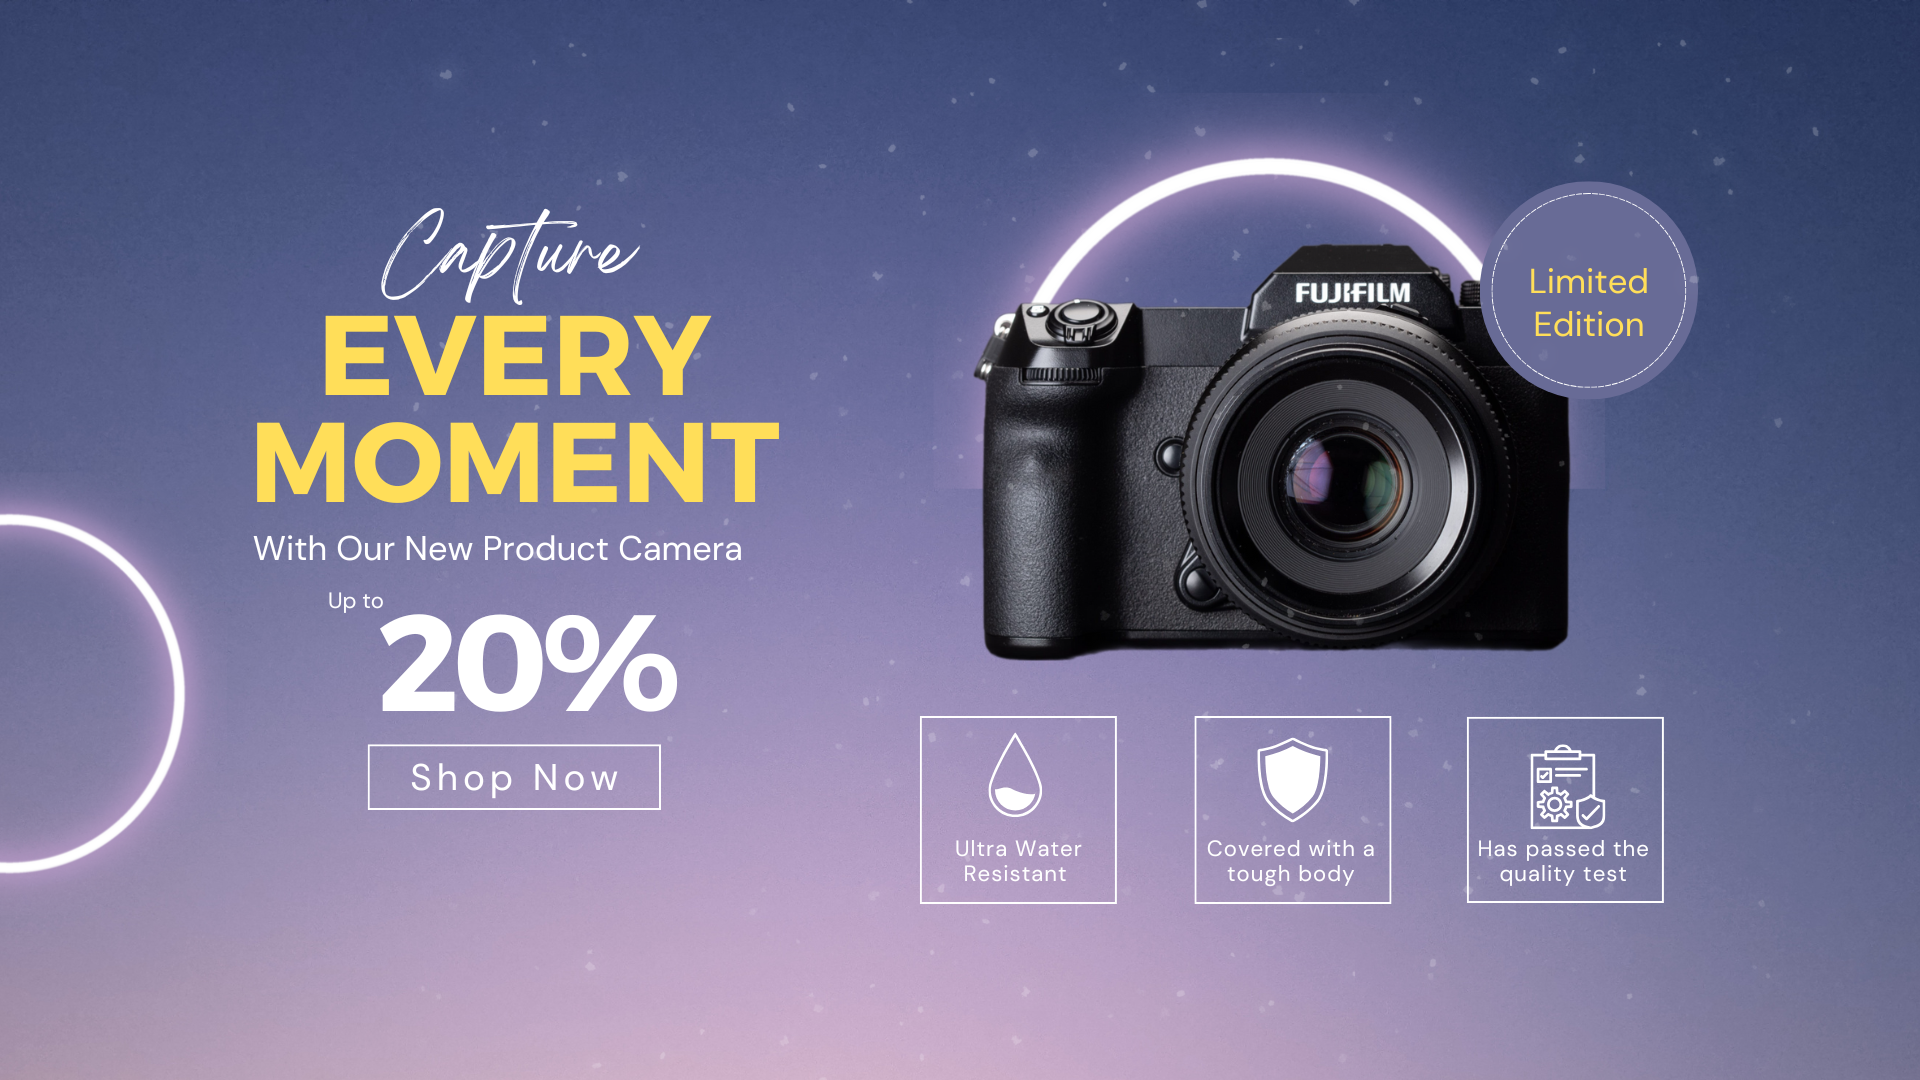 Capture
EVERY
MOMENT
With Our New Product Camera
Up to
20%
Shop Now
FUJIFILM
Limited
Edition
Ultra Water
Resistant
Covered with a
tough body
Has passed the
quality test